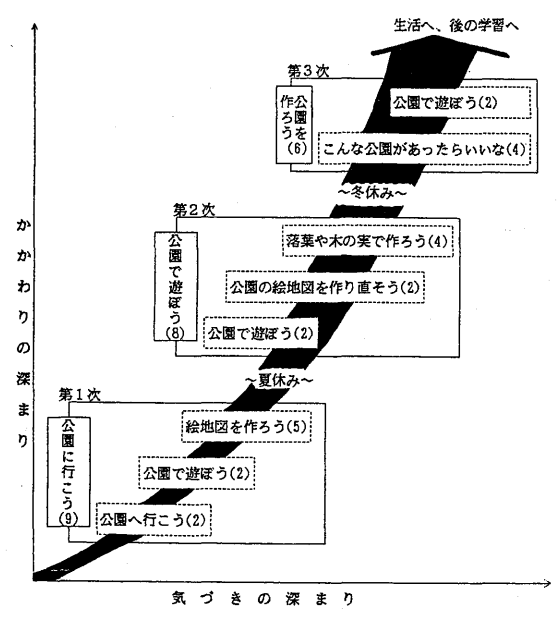 生活へ、後の学習へ
第3次
公園を作ろう(6)
公園で遊ぼう(2)
こんな公園があったらいいな(4)
~冬休み~
第2次
公園で遊ぼう(8)
落葉や木の実で作ろう(4)
公園の絵地図を作り直そう(2)
公園で遊ぼう(2)
~夏休み~
第1次
公園に行こう(9)
絵地図を作ろう(5)
公園で遊ぼう(2)
公園へ行こう(2)
かかわりの深まり
気づきの深まり